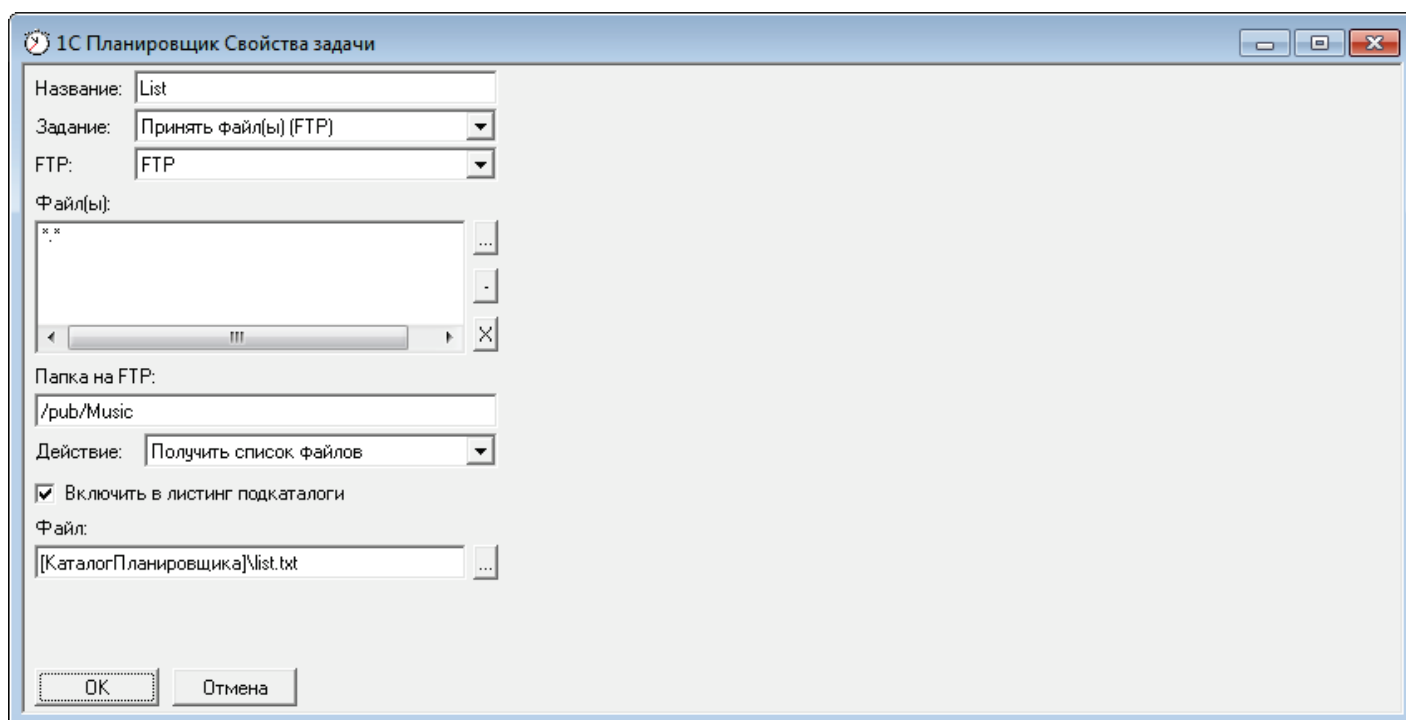 1С Планировщик Свойства задачи
Название: List
Задание: Принять файл(ы) (FTP)
FTP: FTP
Файл(ы):
*.*
...
-
X
Папка на FTP:
/pub/Music
Действие: Получить список файлов
Включить в листинг подкаталоги
Файл:
[КаталогПланировщика]\list.txt ...
OK Отмена